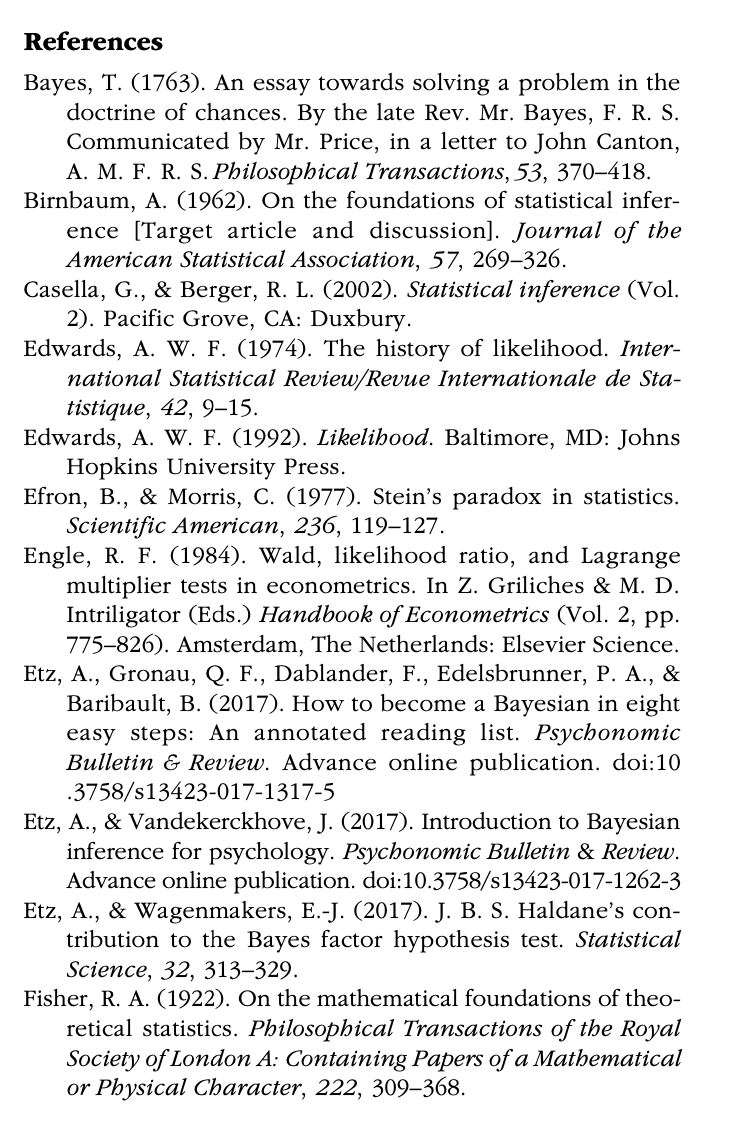 References
Bayes, T. (1763). An essay towards solving a problem in the
doctrine of chances. By the late Rev. Mr. Bayes, F. R. S.
Communicated by Mr. Price, in a letter to John Canton,
A. M. F. R. S. Philosophical Transactions, 53, 370–418.
Birnbaum, A. (1962). On the foundations of statistical infer-
ence [Target article and discussion]. Journal of the
American Statistical Association, 57, 269–326.
Casella, G., & Berger, R. L. (2002). Statistical inference (Vol.
2). Pacific Grove, CA: Duxbury.
Edwards, A. W. F. (1974). The history of likelihood. Inter-
national Statistical Review/Revue Internationale de Sta-
tistique, 42, 9–15.
Edwards, A. W. F. (1992). Likelihood. Baltimore, MD: Johns
Hopkins University Press.
Efron, B., & Morris, C. (1977). Stein’s paradox in statistics.
Scientific American, 236, 119–127.
Engle, R. F. (1984). Wald, likelihood ratio, and Lagrange
multiplier tests in econometrics. In Z. Griliches & M. D.
Intriligator (Eds.) Handbook of Econometrics (Vol. 2, pp.
775–826). Amsterdam, The Netherlands: Elsevier Science.
Etz, A., Gronau, Q. F., Dablander, F., Edelsbrunner, P. A., &
Baribault, B. (2017). How to become a Bayesian in eight
easy steps: An annotated reading list. Psychonomic
Bulletin & Review. Advance online publication. doi:10
.3758/s13423-017-1317-5
Etz, A., & Vandekerckhove, J. (2017). Introduction to Bayesian
inference for psychology. Psychonomic Bulletin & Review.
Advance online publication. doi:10.3758/s13423-017-1262-3
Etz, A., & Wagenmakers, E.-J. (2017). J. B. S. Haldane’s con-
tribution to the Bayes factor hypothesis test. Statistical
Science, 32, 313–329.
Fisher, R. A. (1922). On the mathematical foundations of theo-
retical statistics. Philosophical Transactions of the Royal
Society of London A: Containing Papers of a Mathematical
or Physical Character, 222, 309–368.